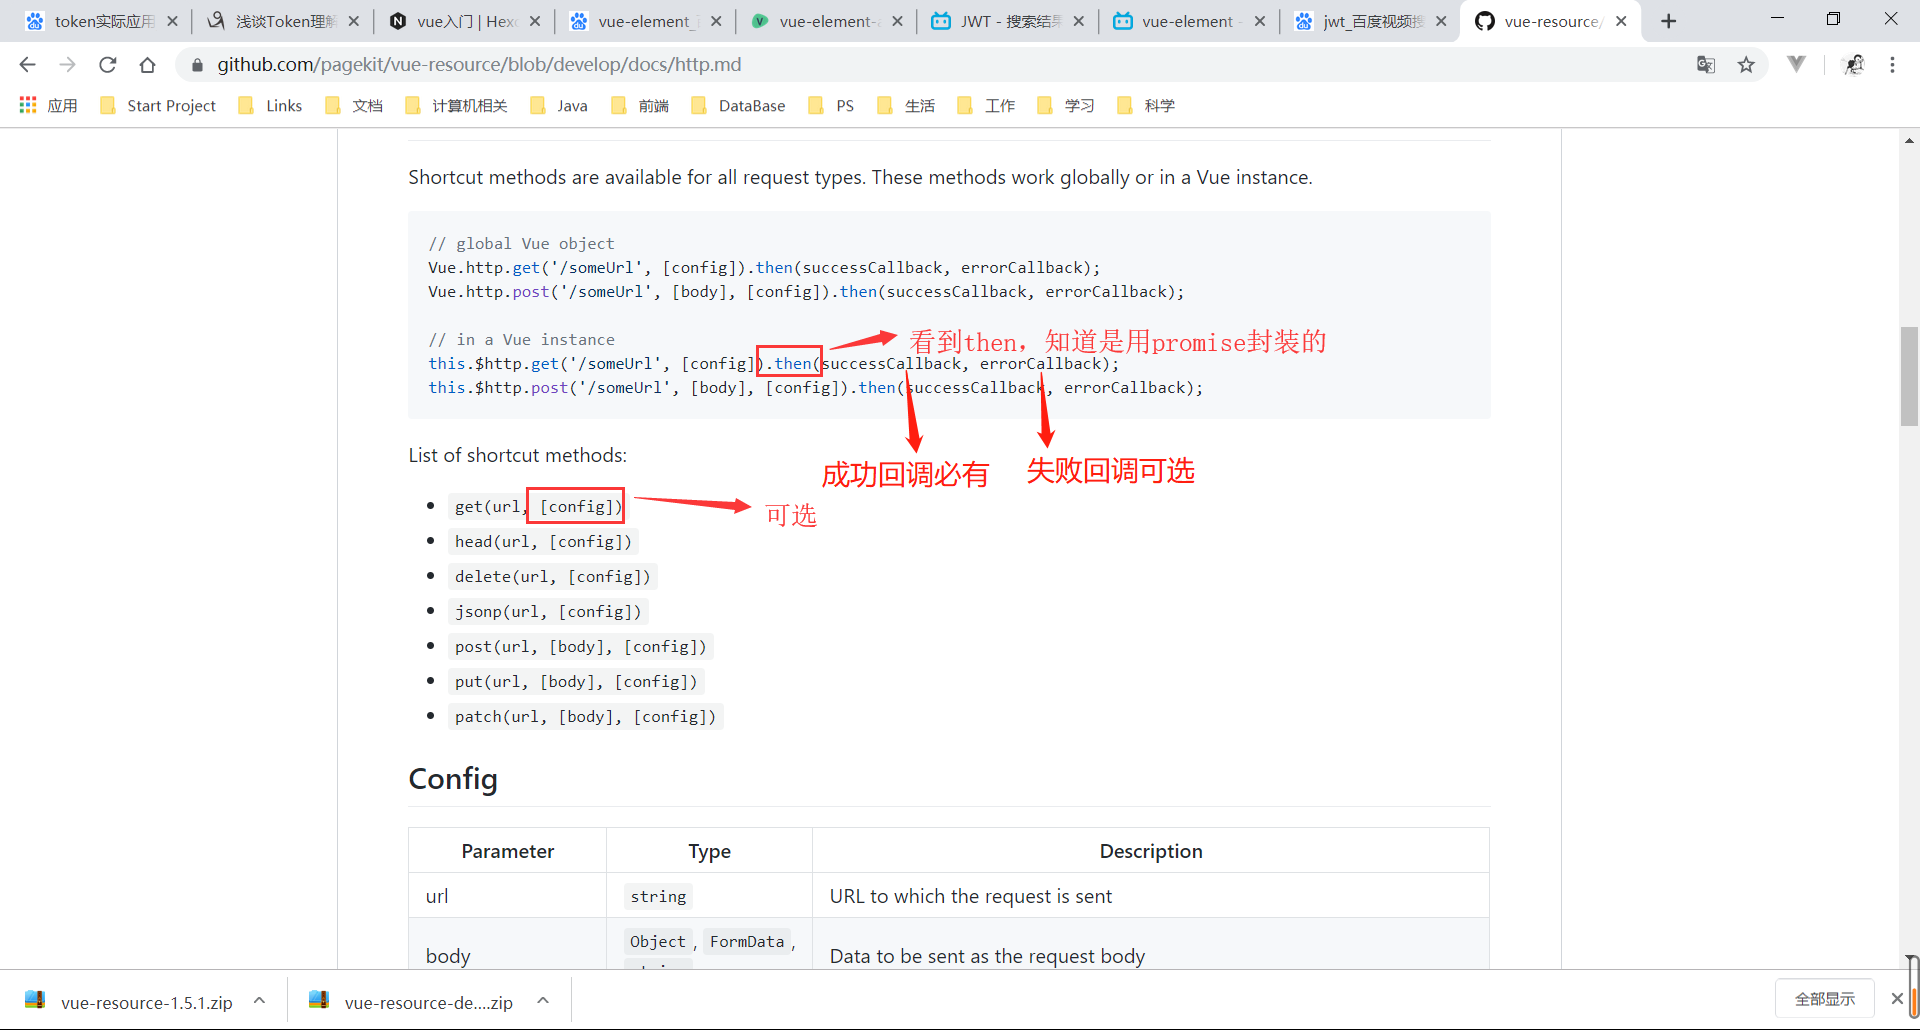 token实际应用
浅谈Token理解
vue入门 | Hexo
vue-element_
vue-element-
JWT - 搜索结果
vue-element -
jwt_百度视频搜
vue-resource/
github.com/pagekit/vue-resource/blob/develop/docs/http.md
应用 Start Project Links 文档 计算机相关 Java 前端 DataBase PS 生活 工作 学习 科学
Shortcut methods are available for all request types. These methods work globally or in a Vue instance.
// global Vue object
Vue.http.get('/someUrl', [config]).then(successCallback, errorCallback);
Vue.http.post('/someUrl', [body], [config]).then(successCallback, errorCallback);
// in a Vue instance
看到then，知道是用promise封装的
this.$http.get('/someUrl', [config]).then(successCallback, errorCallback);
this.$http.post('/someUrl', [body], [config]).then(successCallback, errorCallback);
List of shortcut methods:
成功回调必有 失败回调可选
get(url, [config])
可选
head(url, [config])
delete(url, [config])
jsonp(url, [config])
post(url, [body], [config])
put(url, [body], [config])
patch(url, [body], [config])
Config
Parameter Type Description
url string URL to which the request is sent
Object, FormData,
body Data to be sent as the request body
vue-resource-1.5.1.zip vue-resource-de....zip 全部显示